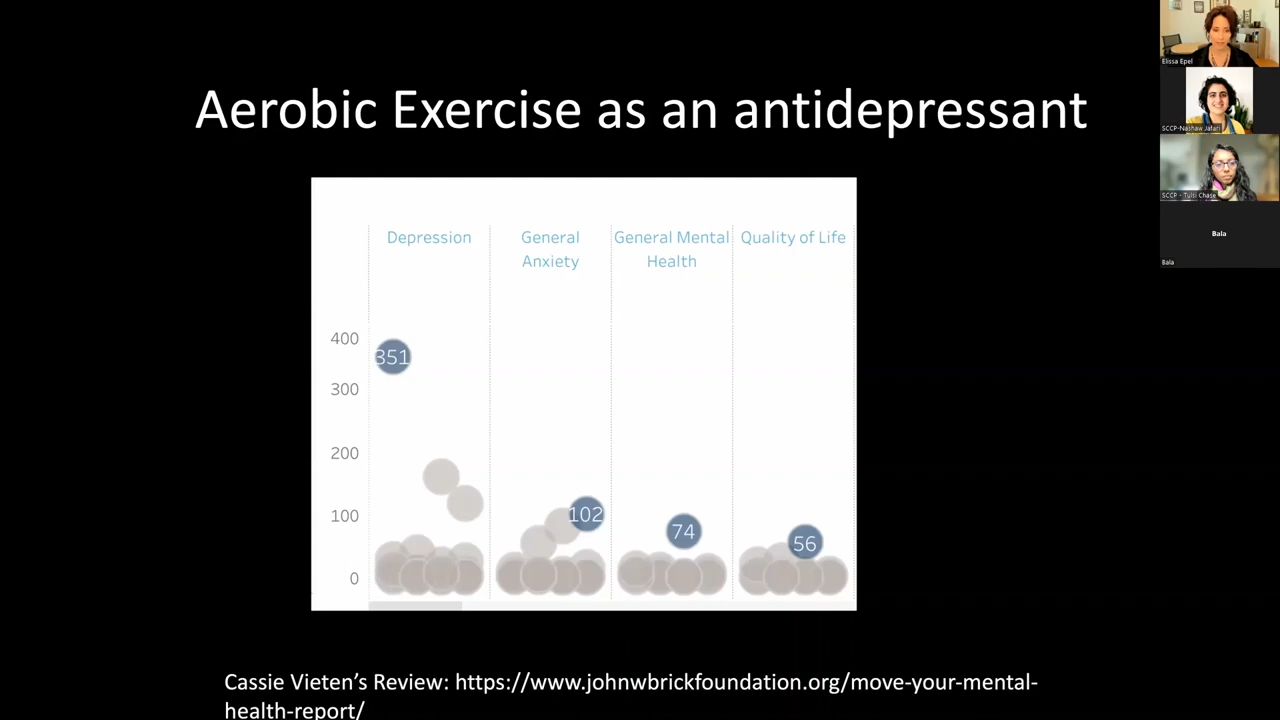 Aerobic Exercise as an antidepressant
Depression
General
Anxiety
General Mental
Health
Quality of Life
400
300
200
100
0
351
102
74
56
Cassie Vieten’s Review: https://www.johnwbrickfoundation.org/move-your-mental-
health-report/
Elissa Epel
SCCP-Nashaw Jafari
SCCP - Tulsi Chase
Bala
Bala